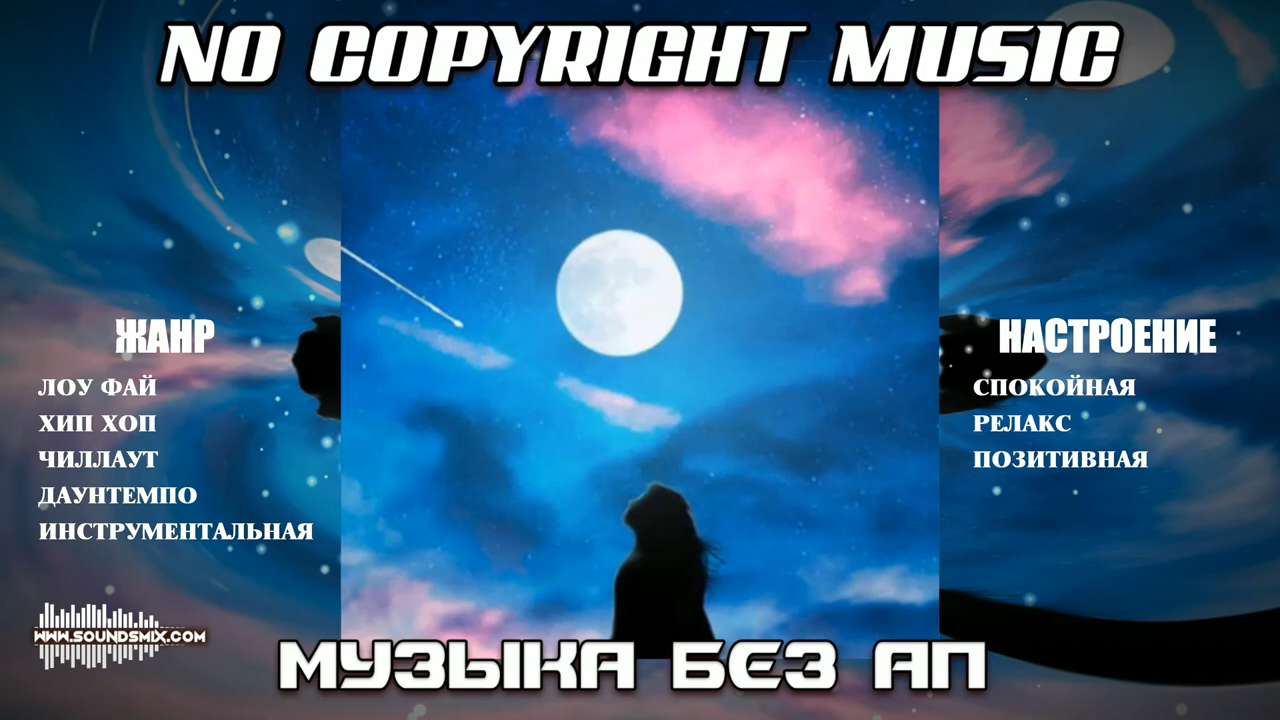 NO COPYRIGHT MUSIC
ЖАНР
ЛОУ ФАЙ
ХИП ХОП
ЧИЛЛАУТ
ДАУНТЕМПО
ИНСТРУМЕНТАЛЬНАЯ
НАСТРОЕНИЕ
СПОКОЙНАЯ
РЕЛАКС
ПОЗИТИВНАЯ
WWW.SOUNDSMIX.COM
МУЗЫКА БЕЗ АП